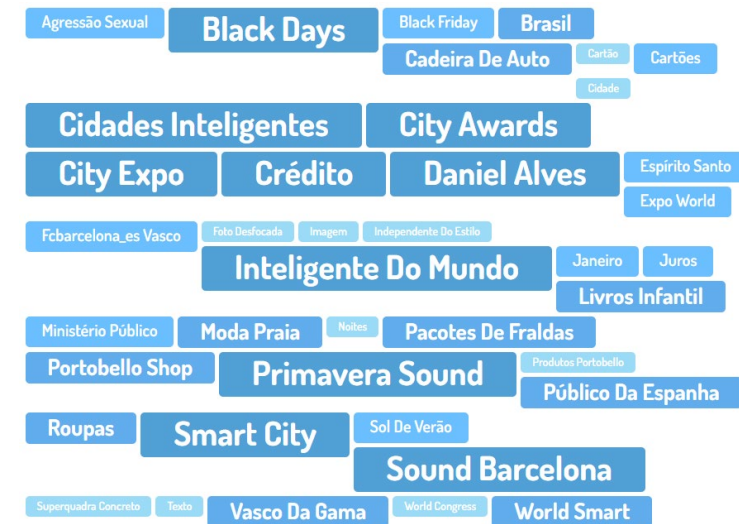 Agressão Sexual
Black Days
Black Friday
Brasil
Cadeira De Auto
Cartão
Cartões
Cidade
Cidades Inteligentes
City Awards
City Expo
Crédito
Daniel Alves
Espírito Santo
Expo World
Fcbarcelona_es Vasco
Foto Desfocada
Imagem
Independente Do Estilo
Inteligente Do Mundo
Janeiro
Juros
Livros Infantil
Ministério Público
Moda Praia
Noites
Pacotes De Fraldas
Portobello Shop
Primavera Sound
Produtos Portobello
Público Da Espanha
Roupas
Smart City
Sol De Verão
Sound Barcelona
Superquadra Concreto
Texto
Vasco Da Gama
World Congress
World Smart